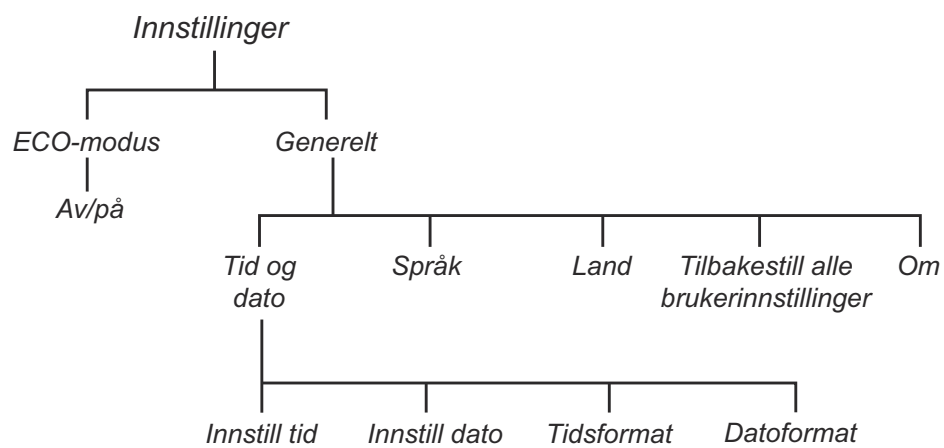 Innstillinger
ECO-modus
Generelt
Av/på
Tid og
dato
Språk
Land
Tilbakestill alle
brukerinnstillinger
Om
Innstill tid
Innstill dato
Tidsformat
Datoformat